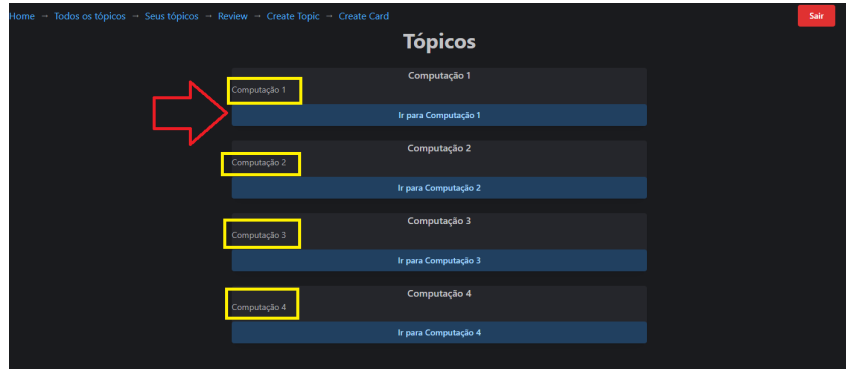 Home → Todos os tópicos → Seus tópicos → Review → Create Topic → Create Card
Sair
Tópicos
Computação 1
Computação 1
Ir para Computação 1
Computação 2
Computação 2
Ir para Computação 2
Computação 3
Computação 3
Ir para Computação 3
Computação 4
Computação 4
Ir para Computação 4